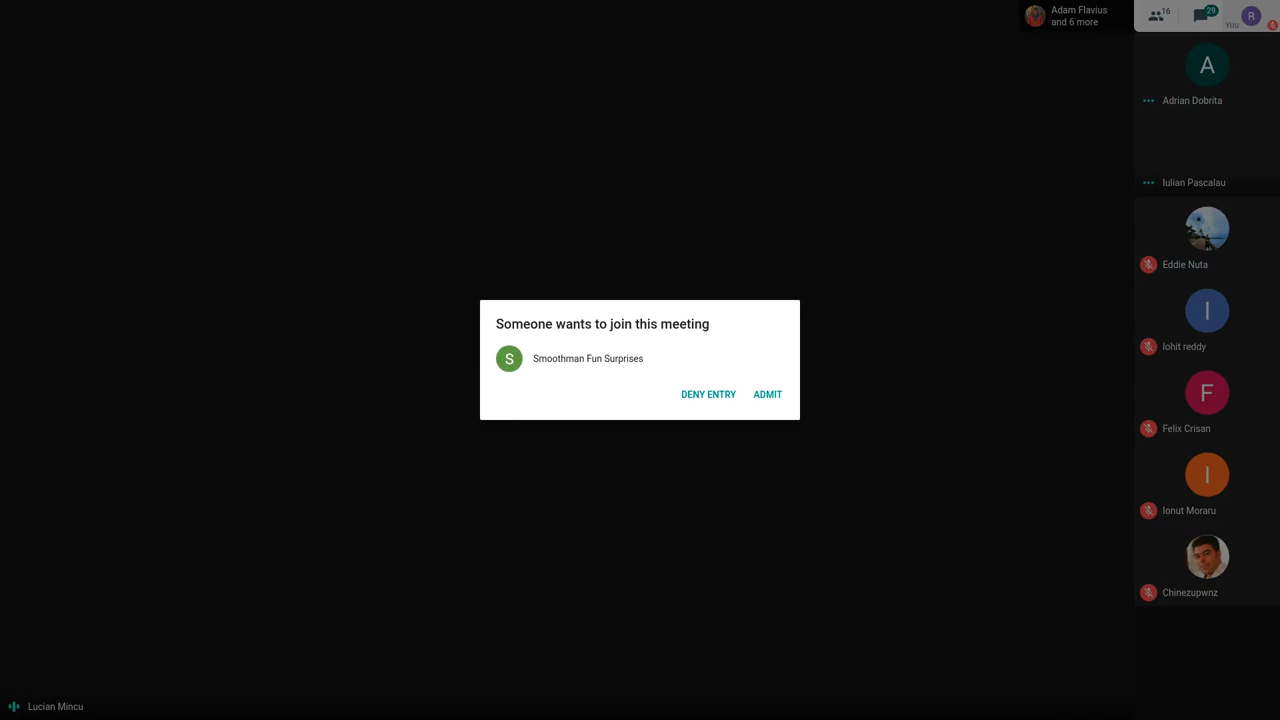 Adam Flavius
and 6 more
16
29
You
R
A
Adrian Dobrita
Iulian Pascalau
Eddie Nuta
I
lohit reddy
F
Felix Crisan
I
Ionut Moraru
Chinezupwnz
Someone wants to join this meeting
S
Smoothman Fun Surprises
DENY ENTRY
ADMIT
Lucian Mincu